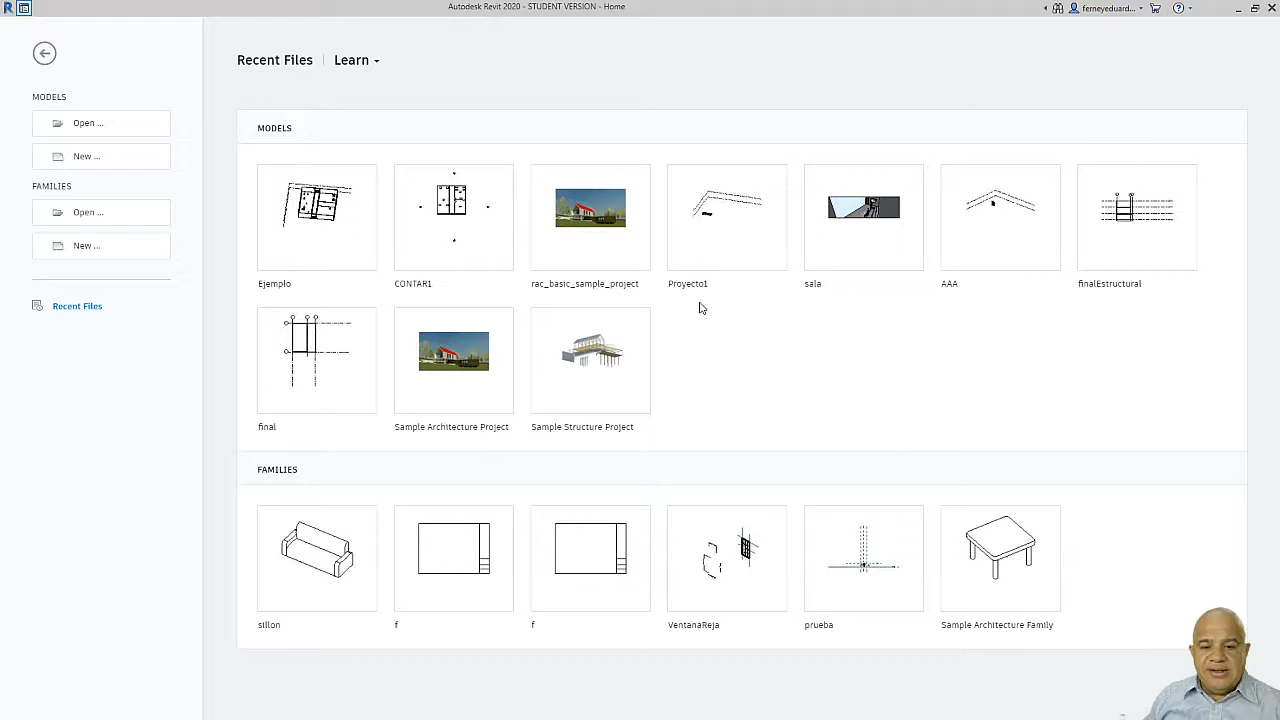 Autodesk Revit 2020 - STUDENT VERSION - Home
ferneyeduard...
Recent Files
Learn
MODELS
Open ...
New ...
FAMILIES
Open ...
New ...
Recent Files
MODELS
Ejemplo
CONTAR1
rac_basic_sample_project
Proyecto1
sala
AAA
finalEstructural
final
Sample Architecture Project
Sample Structure Project
FAMILIES
sillon
f
f
VentanaReja
prueba
Sample Architecture Family